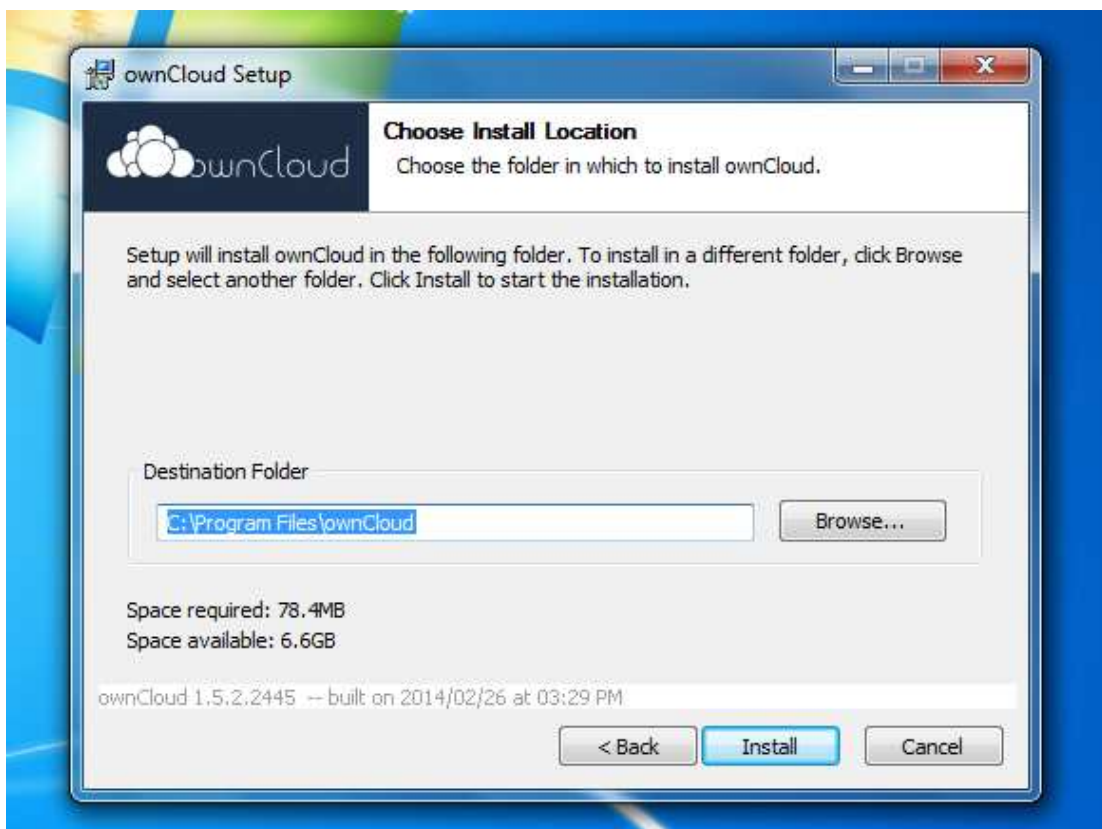 ownCloud Setup
ownCloud
Choose Install Location
Choose the folder in which to install ownCloud.
Setup will install ownCloud in the following folder. To install in a different folder, click Browse
and select another folder. Click Install to start the installation.
Destination Folder
C:\Program Files\ownCloud
Browse...
Space required: 78.4MB
Space available: 6.6GB
ownCloud 1.5.2.2445 -- built on 2014/02/26 at 03:29 PM
< Back
Install
Cancel